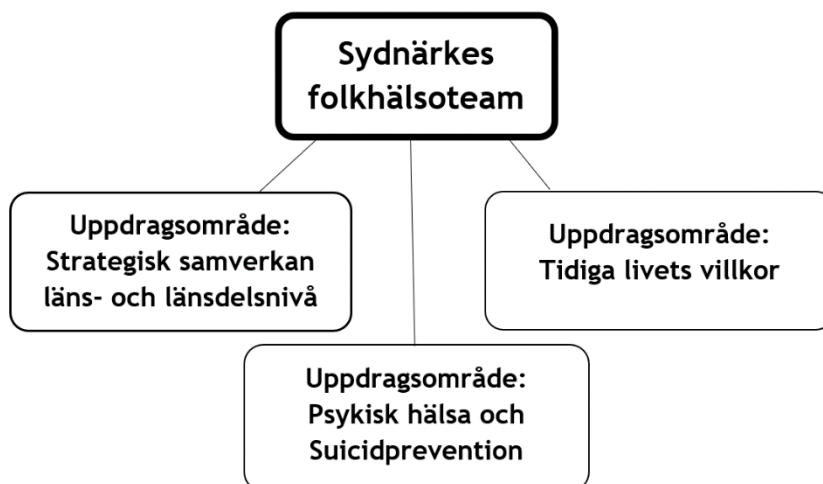 Sydnärkes
folkhälsoteam
Uppdragsområde:
Strategisk samverkan
läns- och länsdelsnivå
Uppdragsområde:
Tidiga livets villkor
Uppdragsområde:
Psykisk hälsa och
Suicidprevention